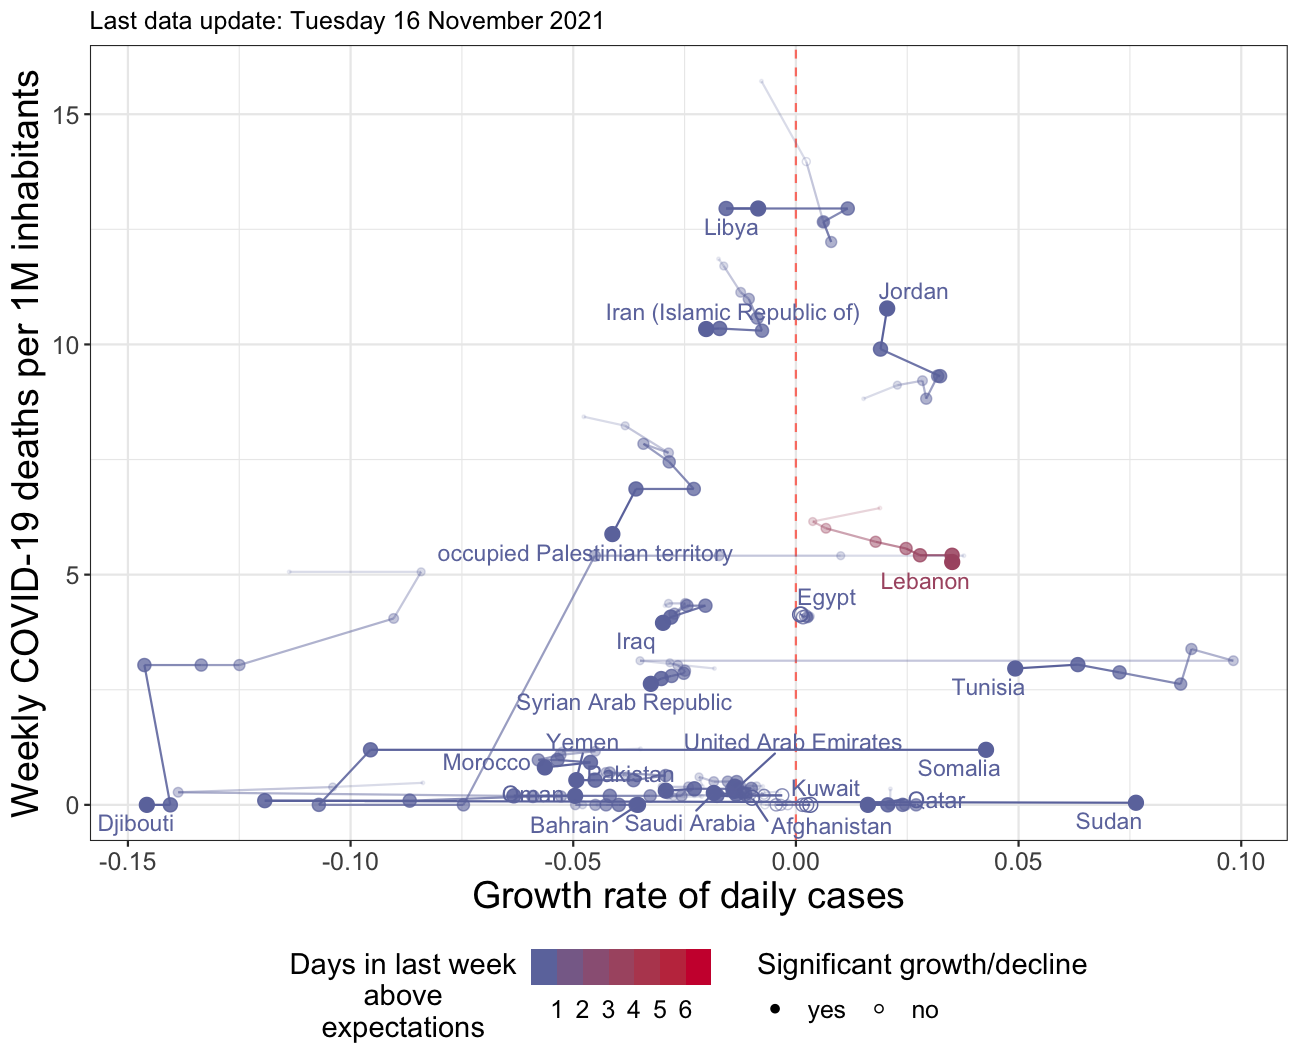 Last data update: Tuesday 16 November 2021
Weekly COVID-19 deaths per 1M inhabitants
15
10
5
0
Libya
Jordan
Iran (Islamic Republic of)
occupied Palestinian territory
Lebanon
Egypt
Iraq
Tunisia
Syrian Arab Republic
Yemen
United Arab Emirates
Morocco
Somalia
Pakistan
Oman
Kuwait
Qatar
Djibouti
Bahrain
Saudi Arabia
Afghanistan
Sudan
-0.15 -0.10 -0.05 0.00 0.05 0.10
Growth rate of daily cases
Days in last week
above
expectations
1 2 3 4 5 6
Significant growth/decline
yes no